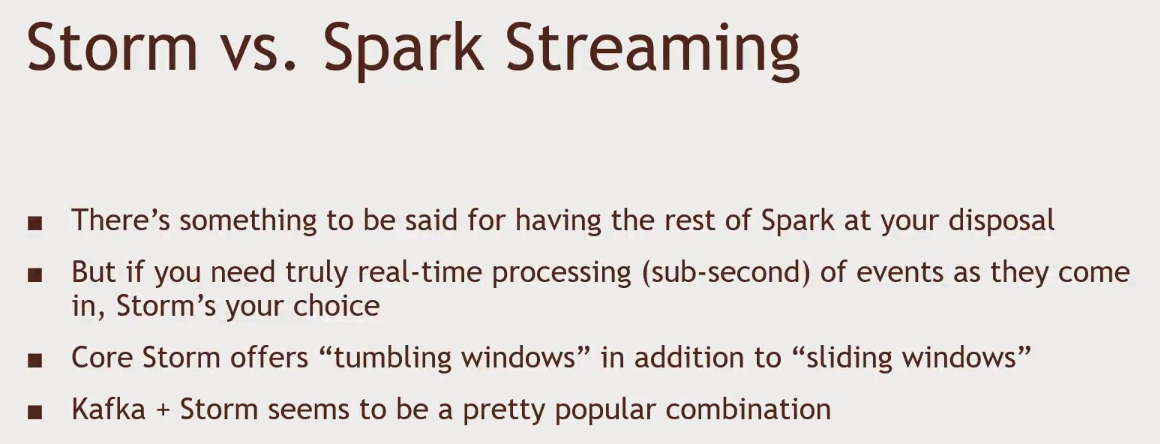 Storm vs. Spark Streaming
■ There’s something to be said for having the rest of Spark at your disposal
■ But if you need truly real-time processing (sub-second) of events as they come
in, Storm’s your choice
■ Core Storm offers “tumbling windows” in addition to “sliding windows”
■ Kafka + Storm seems to be a pretty popular combination